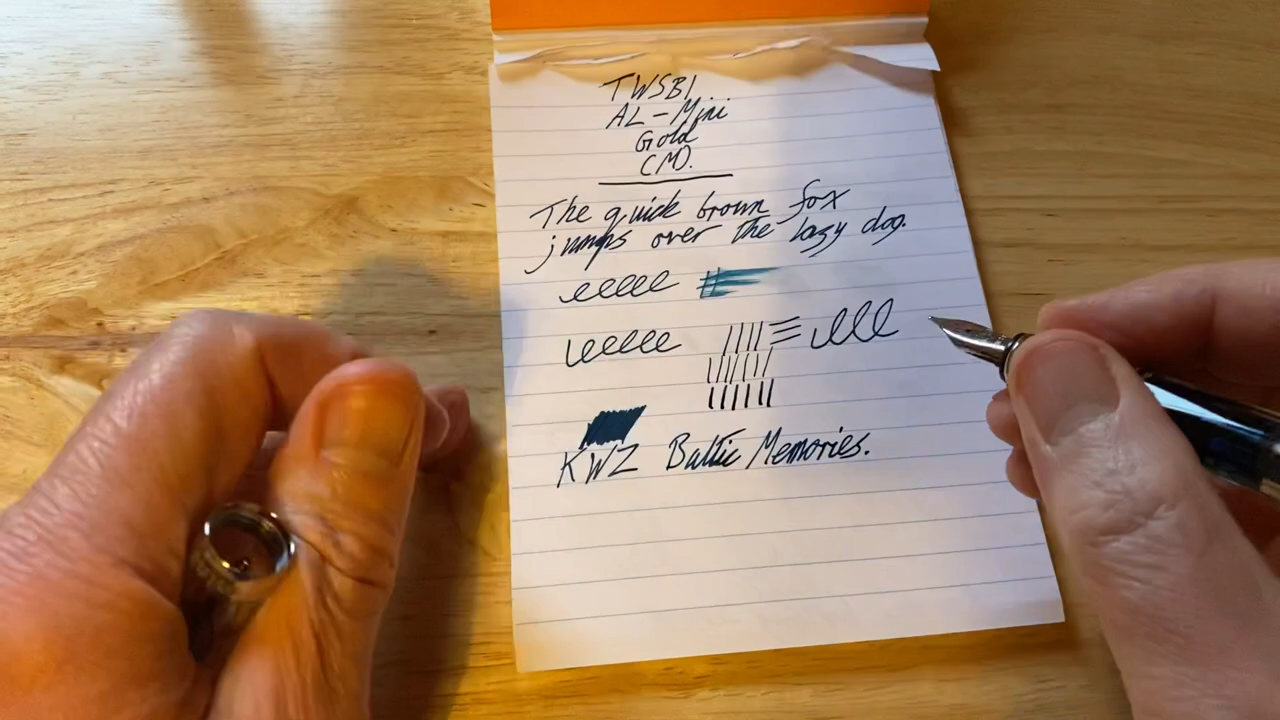 TWSBI
AL-Mini
Gold
(M).
The quick brown fox
jumps over the lazy dog.
KWZ Baltic Memories.